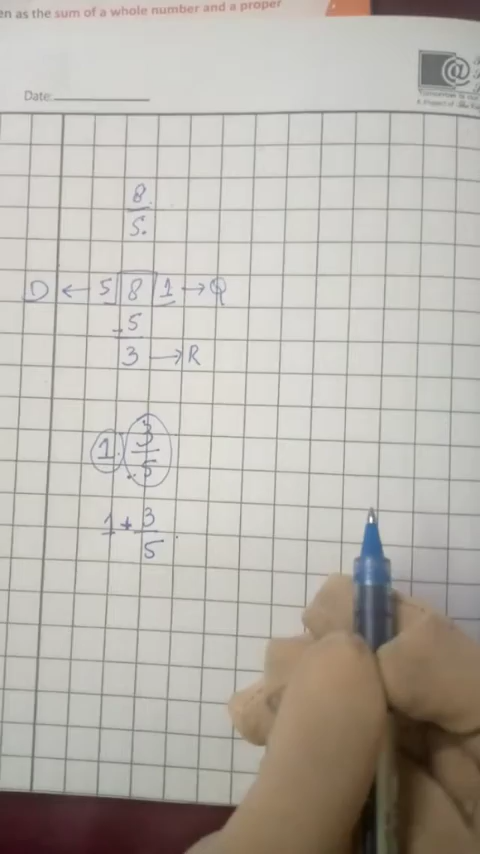 en as the sum of a whole number and a proper
Date:
8
5
D ← 5 8 1 → Q
- 5
3 → R
1 3
5
1 + 3
5